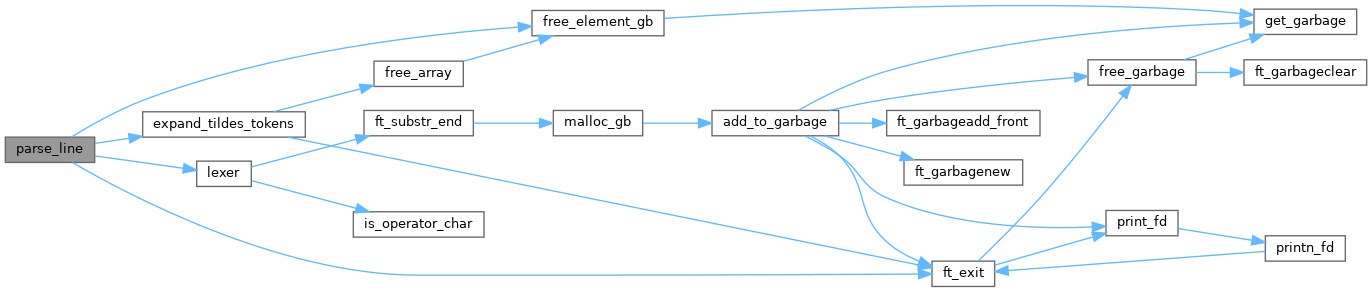 parse_line
expand_tildes_tokens
lexer
free_element_gb
free_array
ft_substr_end
is_operator_char
malloc_gb
add_to_garbage
get_garbage
free_garbage
ft_garbageclear
ft_garbageadd_front
ft_garbagenew
print_fd
printn_fd
ft_exit